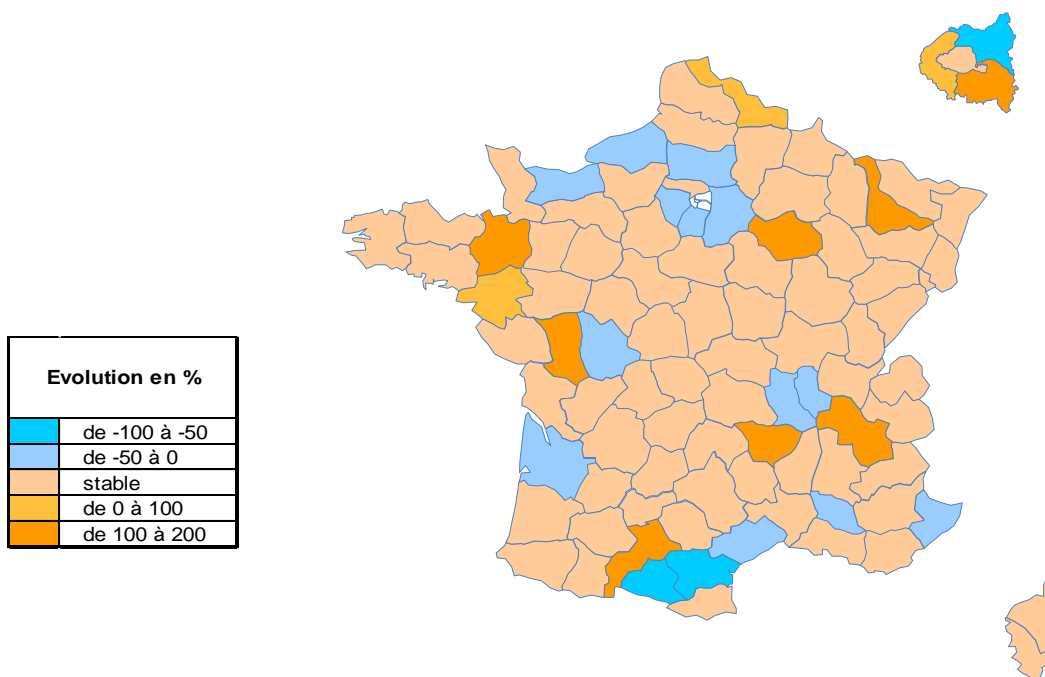 Evolution en %
de -100 à -50
de -50 à 0
stable
de 0 à 100
de 100 à 200